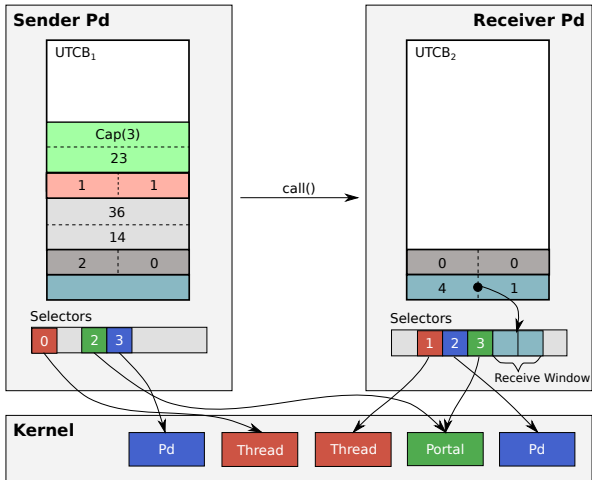 Sender Pd
UTCB1
Cap(3)
23
1 1
36
14
2 0
Selectors
0 2 3
call()
Receiver Pd
UTCB2
0 0
4 1
Selectors
1 2 3
Receive Window
Kernel
Pd Thread Thread Portal Pd